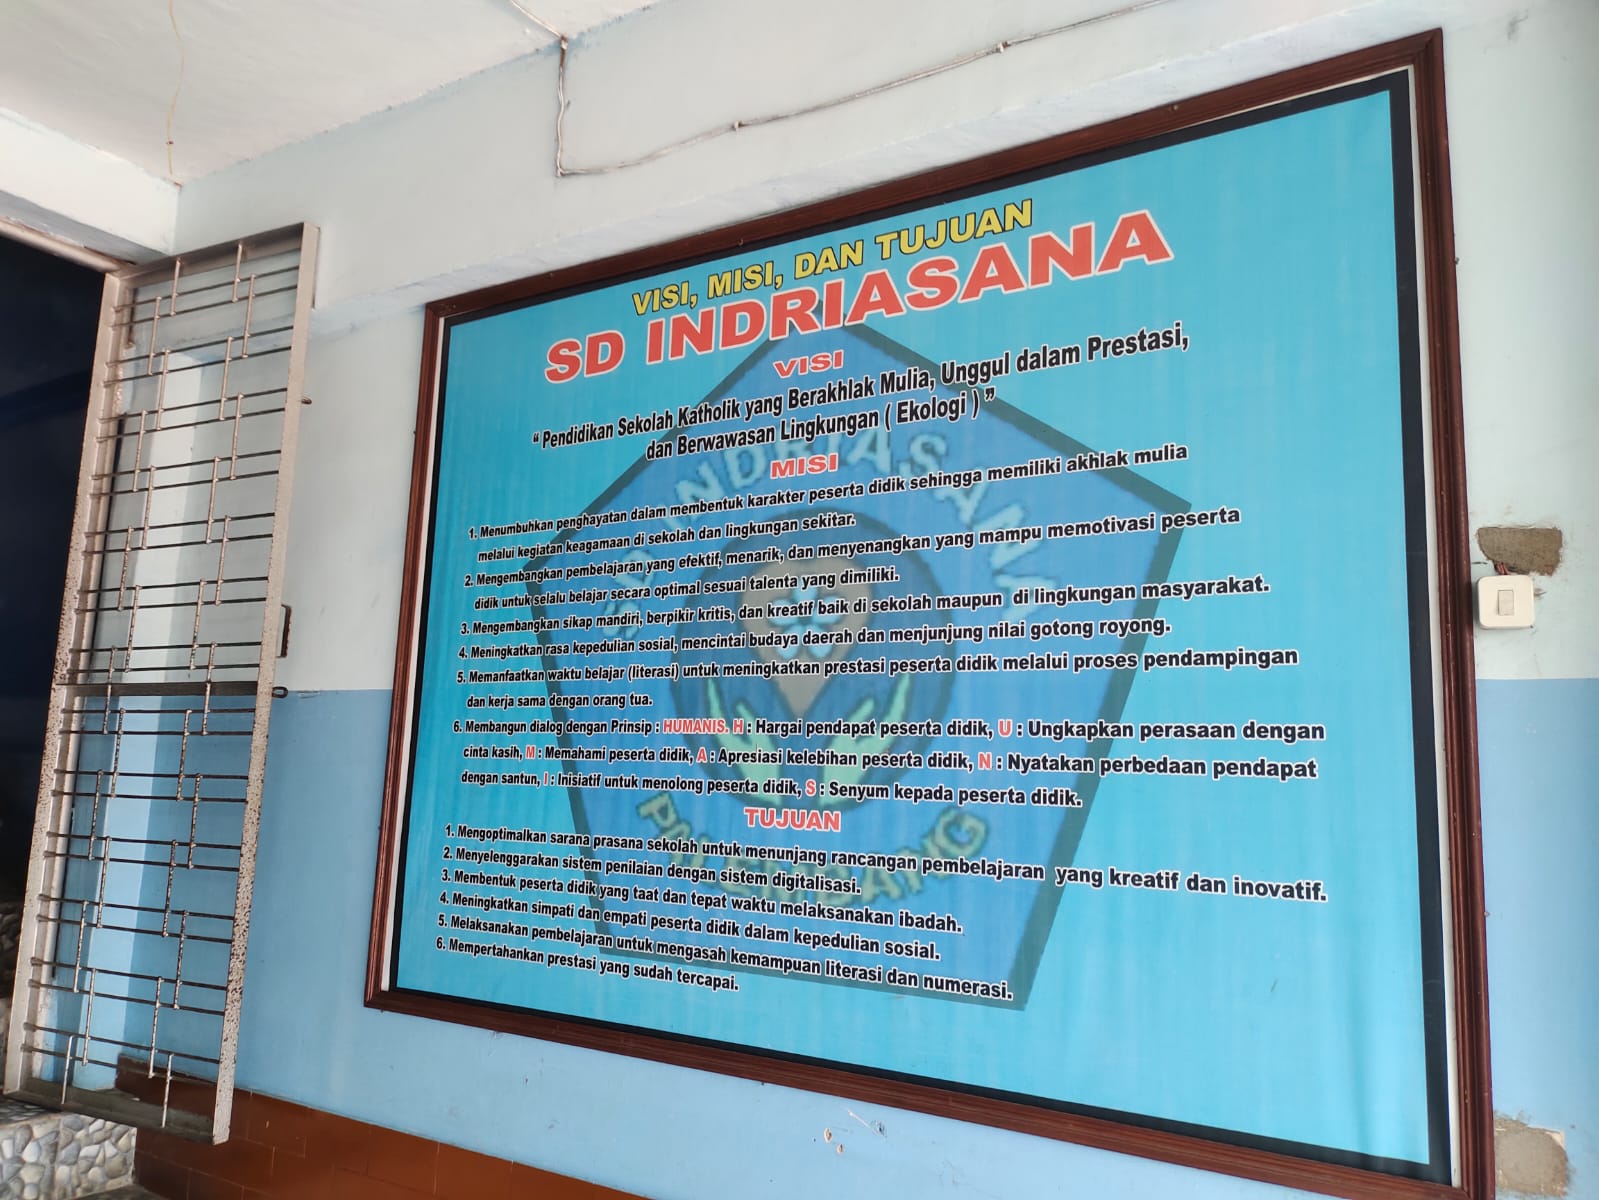 VISI, MISI, DAN TUJUAN
SD INDRIASANA
VISI
“ Pendidikan Sekolah Katholik yang Berakhlak Mulia, Unggul dalam Prestasi,
dan Berwawasan Lingkungan ( Ekologi ) ”
MISI
1. Menumbuhkan penghayatan dalam membentuk karakter peserta didik sehingga memiliki akhlak mulia
melalui kegiatan keagamaan di sekolah dan lingkungan sekitar.
2. Mengembangkan pembelajaran yang efektif, menarik, dan menyenangkan yang mampu memotivasi peserta
didik untuk selalu belajar secara optimal sesuai talenta yang dimiliki.
3. Mengembangkan sikap mandiri, berpikir kritis, dan kreatif baik di sekolah maupun di lingkungan masyarakat.
4. Meningkatkan rasa kepedulian sosial, mencintai budaya daerah dan menjunjung nilai gotong royong.
5. Memanfaatkan waktu belajar (literasi) untuk meningkatkan prestasi peserta didik melalui proses pendampingan
dan kerja sama dengan orang tua.
6. Membangun dialog dengan Prinsip : HUMANIS. H : Hargai pendapat peserta didik, U : Ungkapkan perasaan dengan
cinta kasih, M : Memahami peserta didik, A : Apresiasi kelebihan peserta didik, N : Nyatakan perbedaan pendapat
dengan santun, I : Inisiatif untuk menolong peserta didik, S : Senyum kepada peserta didik.
TUJUAN
1. Mengoptimalkan sarana prasana sekolah untuk menunjang rancangan pembelajaran yang kreatif dan inovatif.
2. Menyelenggarakan sistem penilaian dengan sistem digitalisasi.
3. Membentuk peserta didik yang taat dan tepat waktu melaksanakan ibadah.
4. Meningkatkan simpati dan empati peserta didik dalam kepedulian sosial.
5. Melaksanakan pembelajaran untuk mengasah kemampuan literasi dan numerasi.
6. Mempertahankan prestasi yang sudah tercapai.
SD INDRIASANA
PALEMBANG